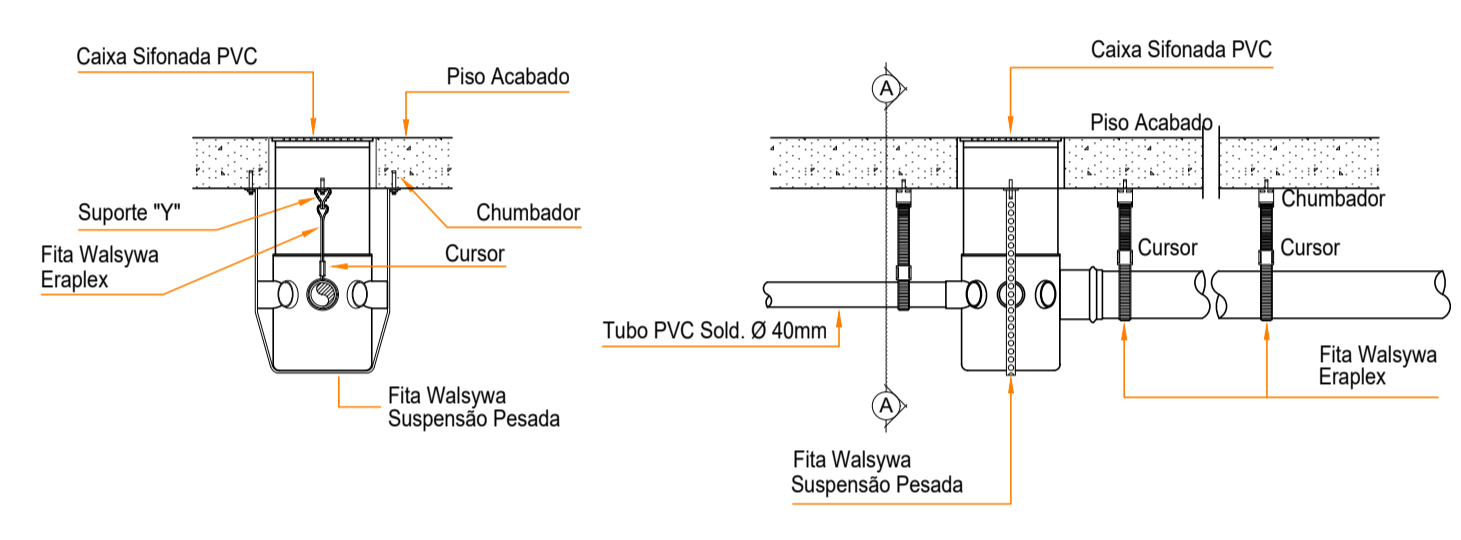 Caixa Sifonada PVC
Piso Acabado
Suporte "Y"
Chumbador
Fita Walsywa
Eraplex
Cursor
Fita Walsywa
Suspensão Pesada
Caixa Sifonada PVC
A
Piso Acabado
Chumbador
Cursor
Cursor
Tubo PVC Sold. Ø 40mm
Fita Walsywa
Eraplex
A
Fita Walsywa
Suspensão Pesada